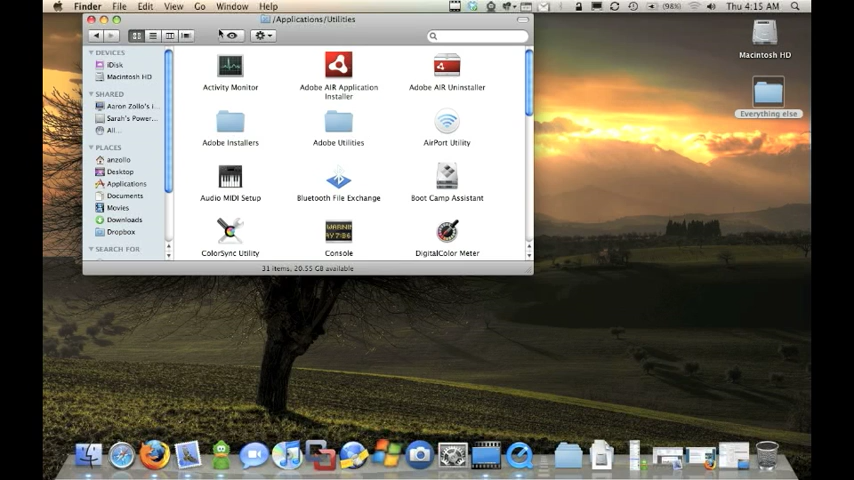 Finder File Edit View Go Window Help (98%) Thu 4:15 AM
/Applications/Utilities
DEVICES
iDisk
Macintosh HD
SHARED
Aaron Zollo's i...
Sarah's Power...
All...
PLACES
anzollo
Desktop
Applications
Documents
Movies
Downloads
Dropbox
SEARCH FOR
Activity Monitor
Adobe AIR Application
Installer
Adobe AIR Uninstaller
Adobe Installers
Adobe Utilities
AirPort Utility
Audio MIDI Setup
Bluetooth File Exchange
Boot Camp Assistant
ColorSync Utility
Console
DigitalColor Meter
31 items, 20.55 GB available
Macintosh HD
Everything else